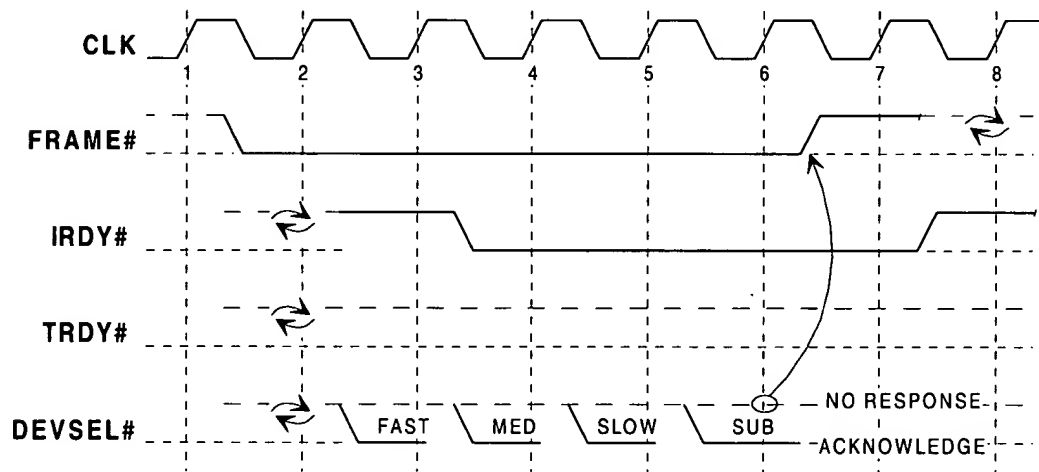 CLK
1 2 3 4 5 6 7 8
FRAME#
IRDY#
TRDY#
DEVSEL#
FAST MED SLOW SUB
NO RESPONSE
ACKNOWLEDGE